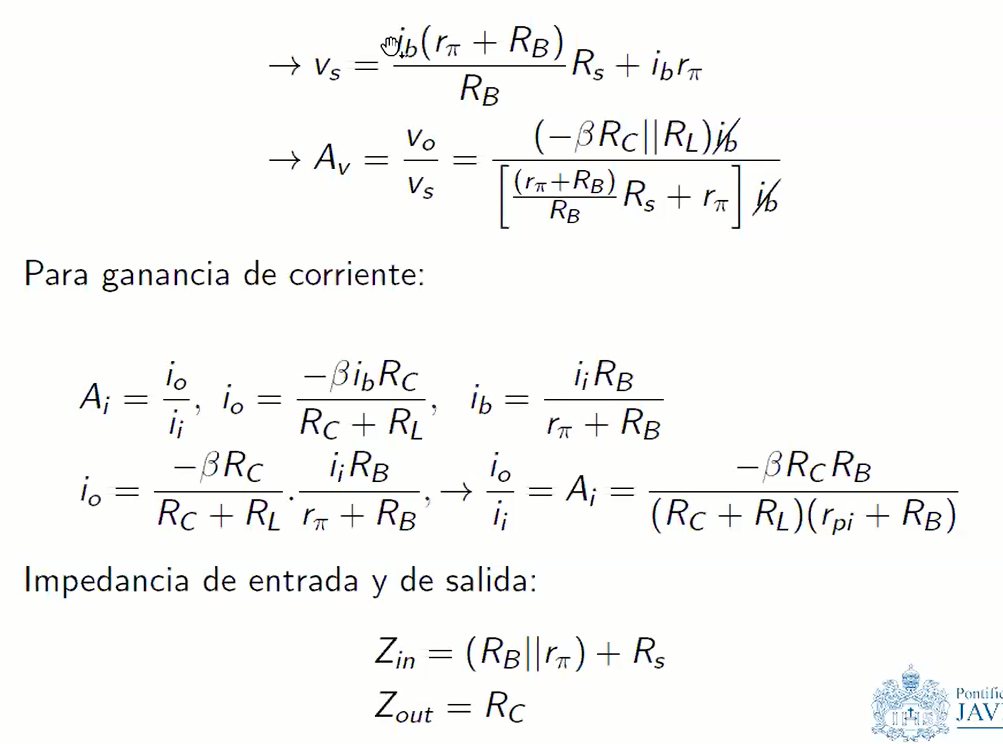 → v_s = i_b(r_π + R_B)/R_B R_s + i_b r_π
→ A_v = v_o/v_s = (−βR_C||R_L)i_b / [(r_π+R_B)/R_B R_s + r_π] i_b
Para ganancia de corriente:
A_i = i_o/i_i, i_o = −βi_bR_C/(R_C + R_L), i_b = i_iR_B/(r_π + R_B)
i_o = −βR_C/(R_C + R_L) . i_iR_B/(r_π + R_B), → i_o/i_i = A_i = −βR_CR_B/((R_C + R_L)(r_pi + R_B))
Impedancia de entrada y de salida:
Z_in = (R_B||r_π) + R_s
Z_out = R_C
Pontific
JAV